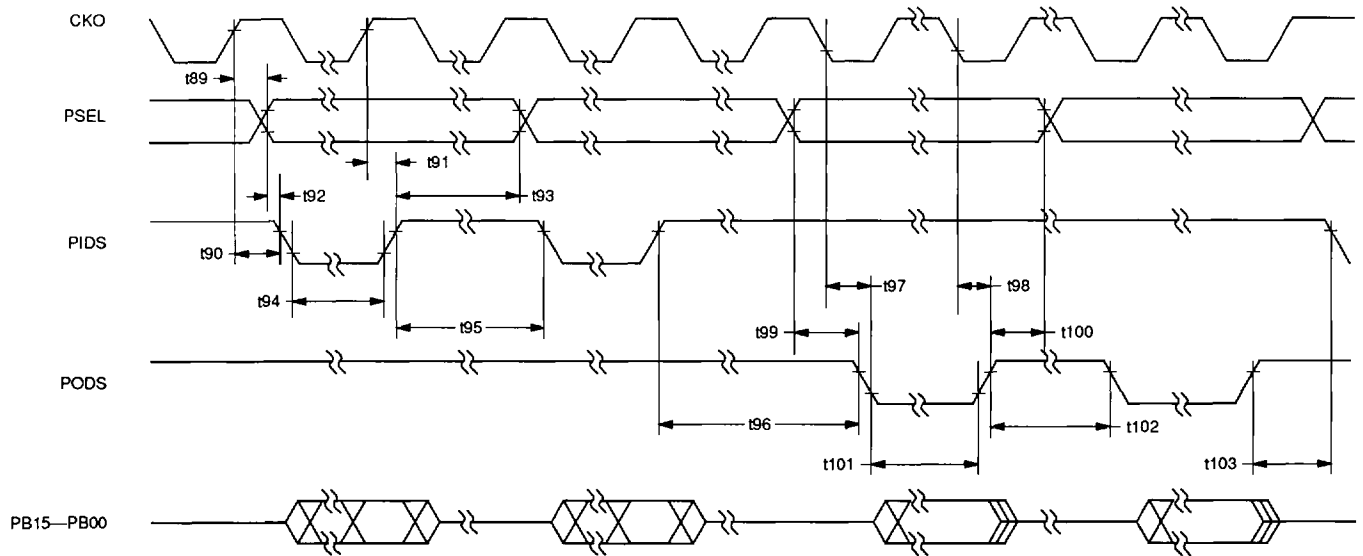 CKO
t89
PSEL
t91
t92
t93
PIDS
t90
t97
t98
t94
t95
t99
t100
PODS
t96
t102
t101
t103
PB15—PB00